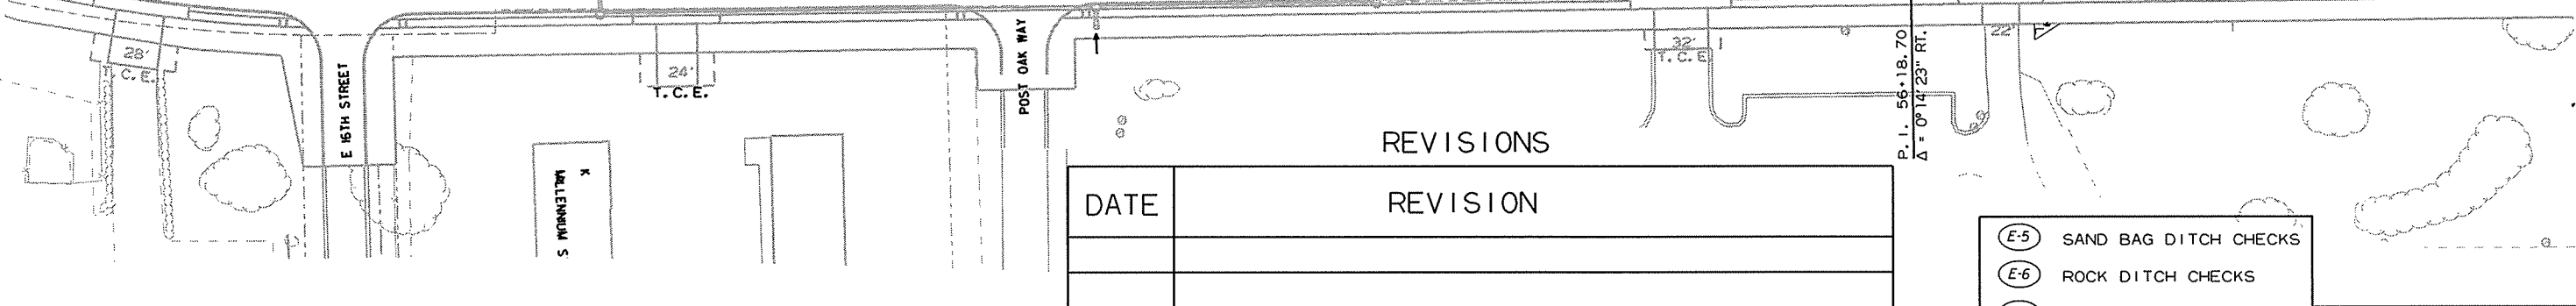 28'
C. E.
E 16TH STREET
24'
T. C. E.
K
MILLENNIUM S
POST OAK WAY
32'
T. C. E
P. I. 56+18.70
Δ = 0°14'23" RT.
22'
REVISIONS
DATE REVISION
E-5 SAND BAG DITCH CHECKS
E-6 ROCK DITCH CHECKS